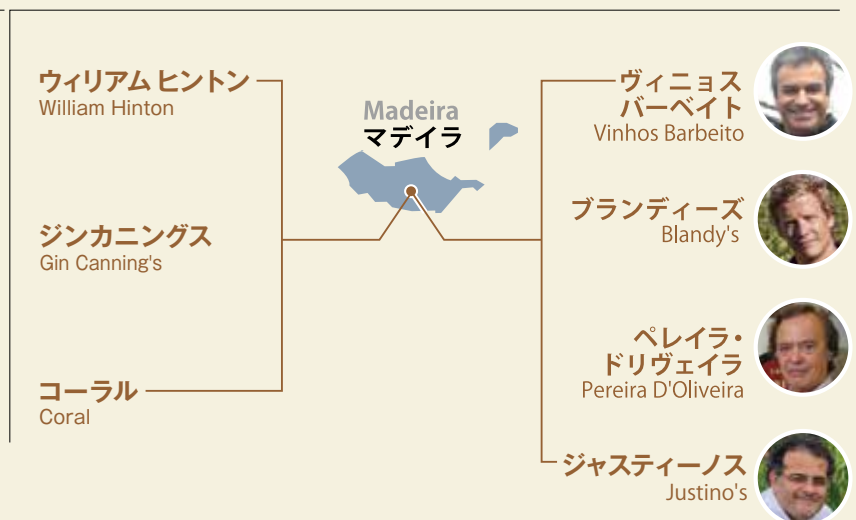 ウィリアム ヒントン
William Hinton
ジンカニングス
Gin Canning's
コーラル
Coral
Madeira
マデイラ
ヴィニョス
バーベイト
Vinhos Barbeito
ブランディーズ
Blandy's
ペレイラ・
ドリヴェイラ
Pereira D'Oliveira
ジャスティーノス
Justino's